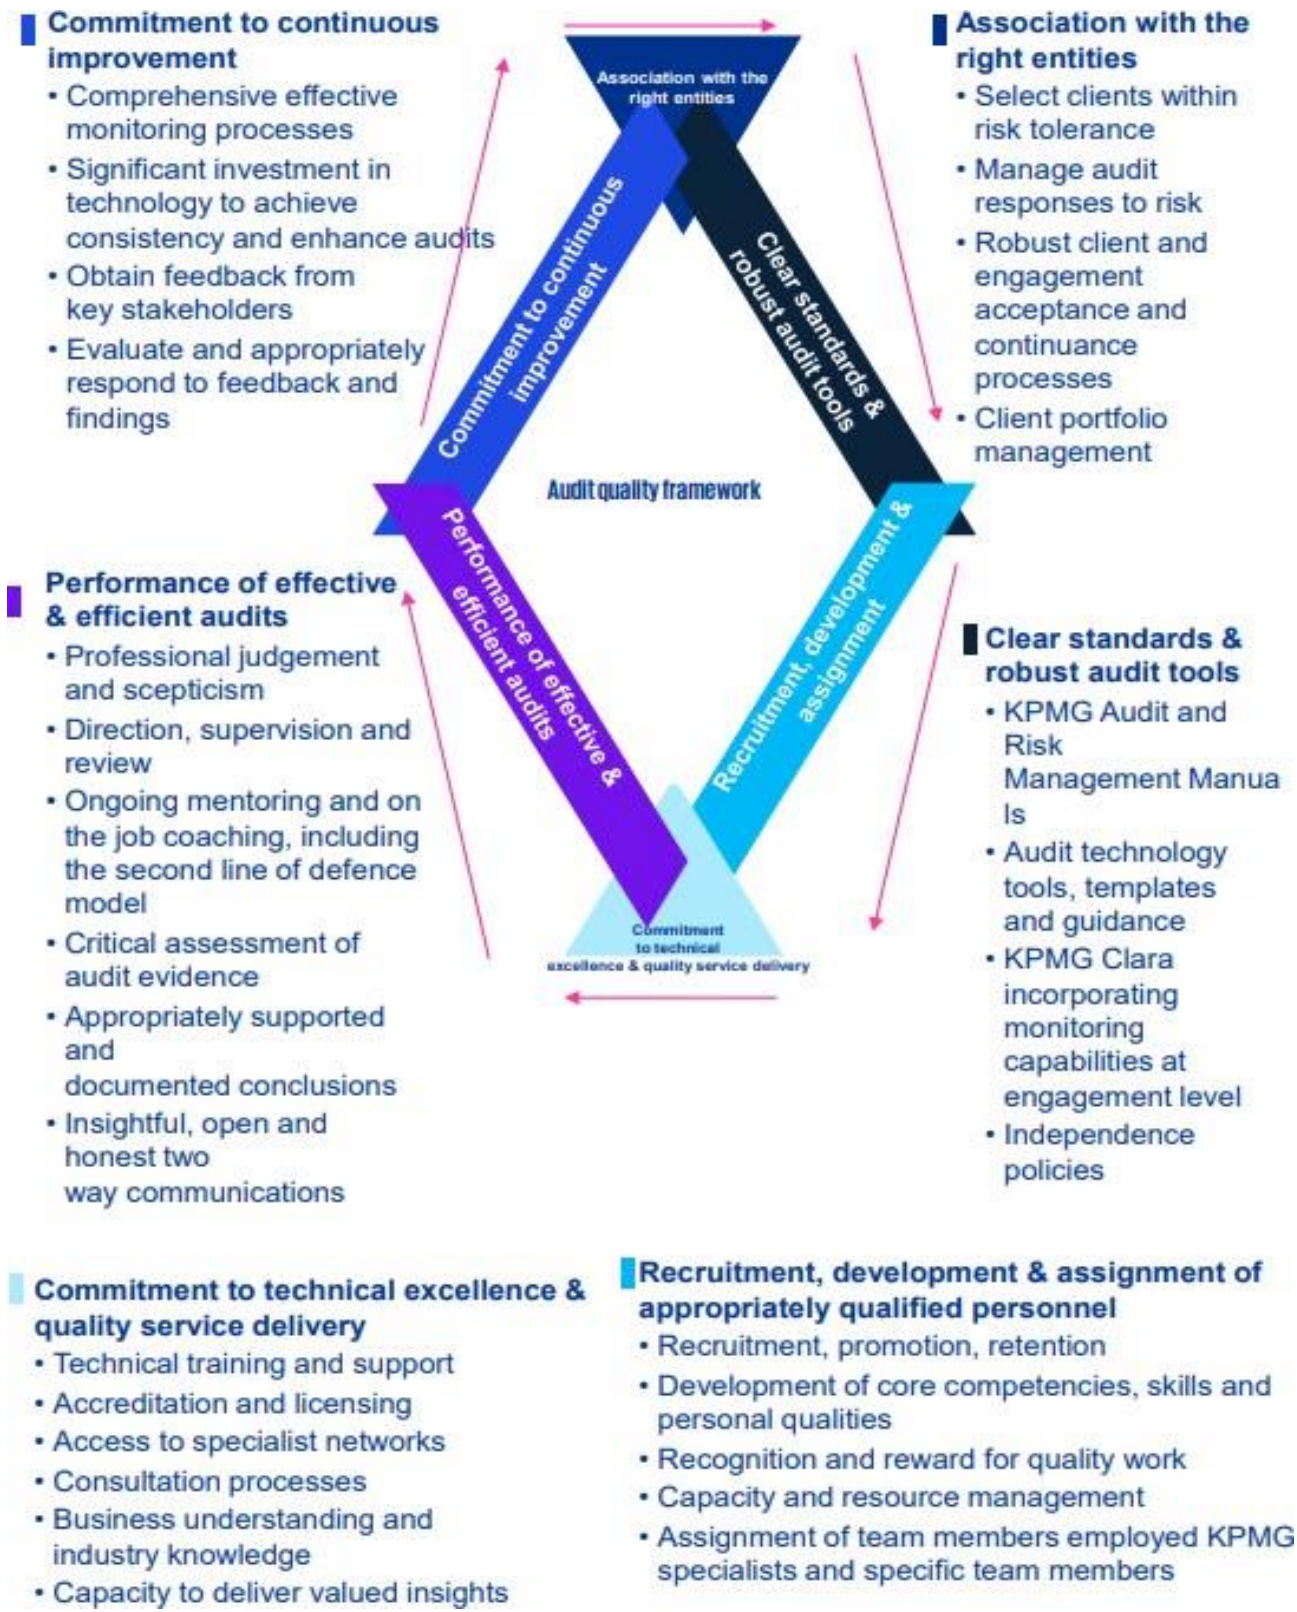 Commitment to continuous
improvement
• Comprehensive effective
monitoring processes
• Significant investment in
technology to achieve
consistency and enhance audits
• Obtain feedback from
key stakeholders
• Evaluate and appropriately
respond to feedback and
findings
Association with the
right entities
Commitment to continuous
improvement
Clear standards &
robust audit tools
Audit quality framework
Performance of effective &
efficient audits
Recruitment, development &
assignment
Commitment
to technical
excellence & quality service delivery
Association with the
right entities
• Select clients within
risk tolerance
• Manage audit
responses to risk
• Robust client and
engagement
acceptance and
continuance
processes
• Client portfolio
management
Performance of effective
& efficient audits
• Professional judgement
and scepticism
• Direction, supervision and
review
• Ongoing mentoring and on
the job coaching, including
the second line of defence
model
• Critical assessment of
audit evidence
• Appropriately supported
and
documented conclusions
• Insightful, open and
honest two
way communications
Clear standards &
robust audit tools
• KPMG Audit and
Risk
Management Manua
ls
• Audit technology
tools, templates
and guidance
• KPMG Clara
incorporating
monitoring
capabilities at
engagement level
• Independence
policies
Commitment to technical excellence &
quality service delivery
• Technical training and support
• Accreditation and licensing
• Access to specialist networks
• Consultation processes
• Business understanding and
industry knowledge
• Capacity to deliver valued insights
Recruitment, development & assignment of
appropriately qualified personnel
• Recruitment, promotion, retention
• Development of core competencies, skills and
personal qualities
• Recognition and reward for quality work
• Capacity and resource management
• Assignment of team members employed KPMG
specialists and specific team members